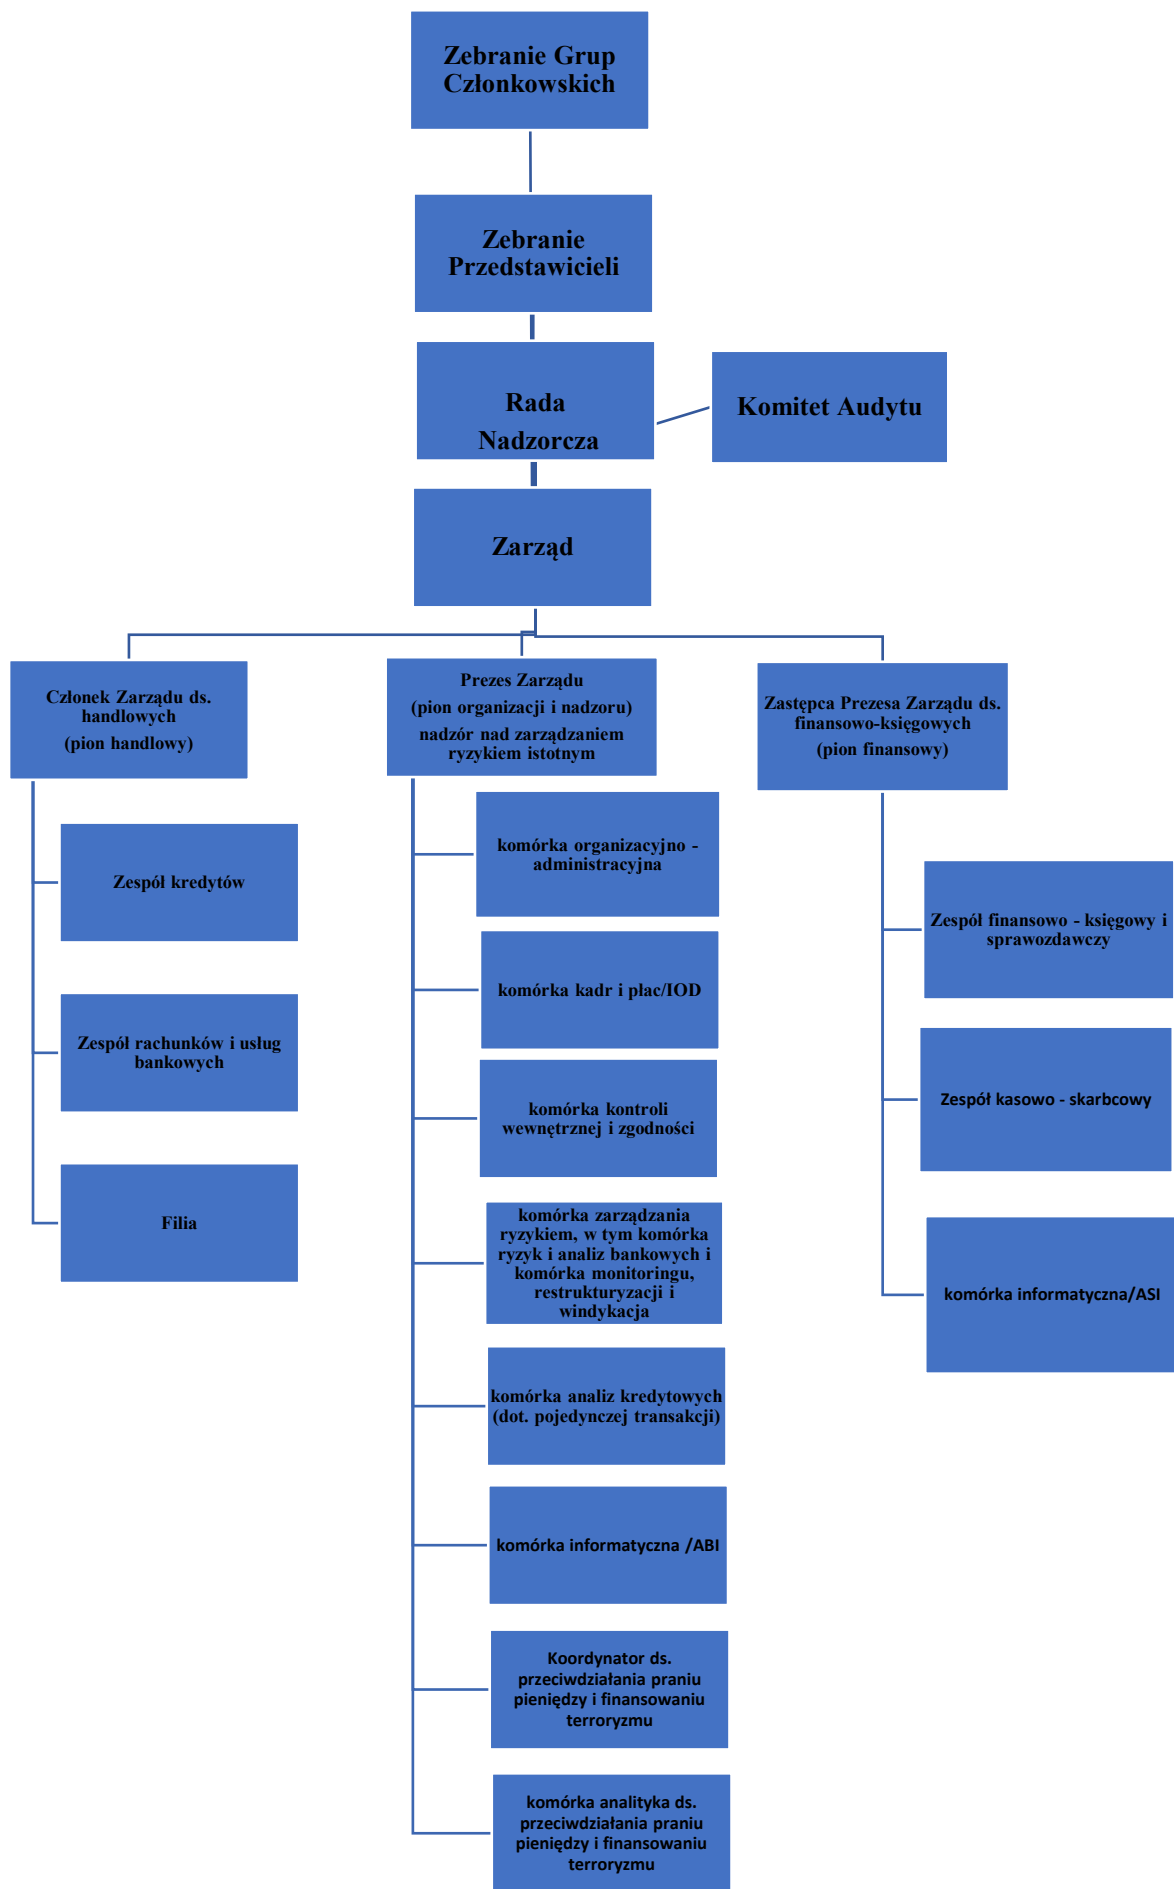 Zebranie Grup
Członkowskich
Zebranie
Przedstawicieli
Rada
Nadzorcza
Komitet Audytu
Zarząd
Członek Zarządu ds.
handlowych
(pion handlowy)
Prezes Zarządu
(pion organizacji i nadzoru)
nadzór nad zarządzaniem
ryzykiem istotnym
Zastępca Prezesa Zarządu ds.
finansowo-księgowych
(pion finansowy)
Zespół kredytów
Zespół rachunków i usług
bankowych
Filia
komórka organizacyjno -
administracyjna
komórka kadr i płac/IOD
komórka kontroli
wewnętrznej i zgodności
komórka zarządzania
ryzykiem, w tym komórka
ryzyk i analiz bankowych i
komórka monitoringu,
restrukturyzacji i
windykacja
komórka analiz kredytowych
(dot. pojedynczej transakcji)
komórka informatyczna /ABI
Koordynator ds.
przeciwdziałania praniu
pieniędzy i finansowaniu
terroryzmu
komórka analityka ds.
przeciwdziałania praniu
pieniędzy i finansowaniu
terroryzmu
Zespół finansowo - księgowy i
sprawozdawczy
Zespół kasowo - skarbcowy
komórka informatyczna/ASI